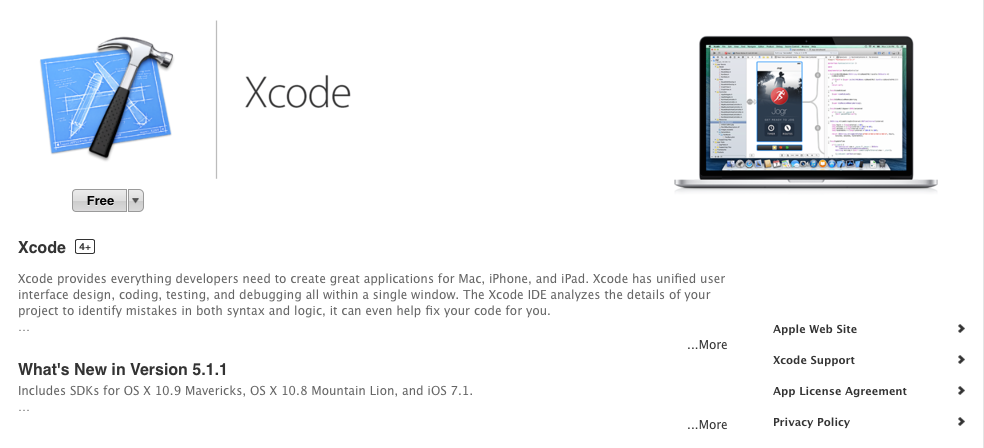 Xcode
Jogr
Free
Xcode 4+
Xcode provides everything developers need to create great applications for Mac, iPhone, and iPad. Xcode has unified user
interface design, coding, testing, and debugging all within a single window. The Xcode IDE analyzes the details of your
project to identify mistakes in both syntax and logic, it can even help fix your code for you.
...
...More
What's New in Version 5.1.1
Includes SDKs for OS X 10.9 Mavericks, OS X 10.8 Mountain Lion, and iOS 7.1.
...
...More
Apple Web Site
Xcode Support
App License Agreement
Privacy Policy